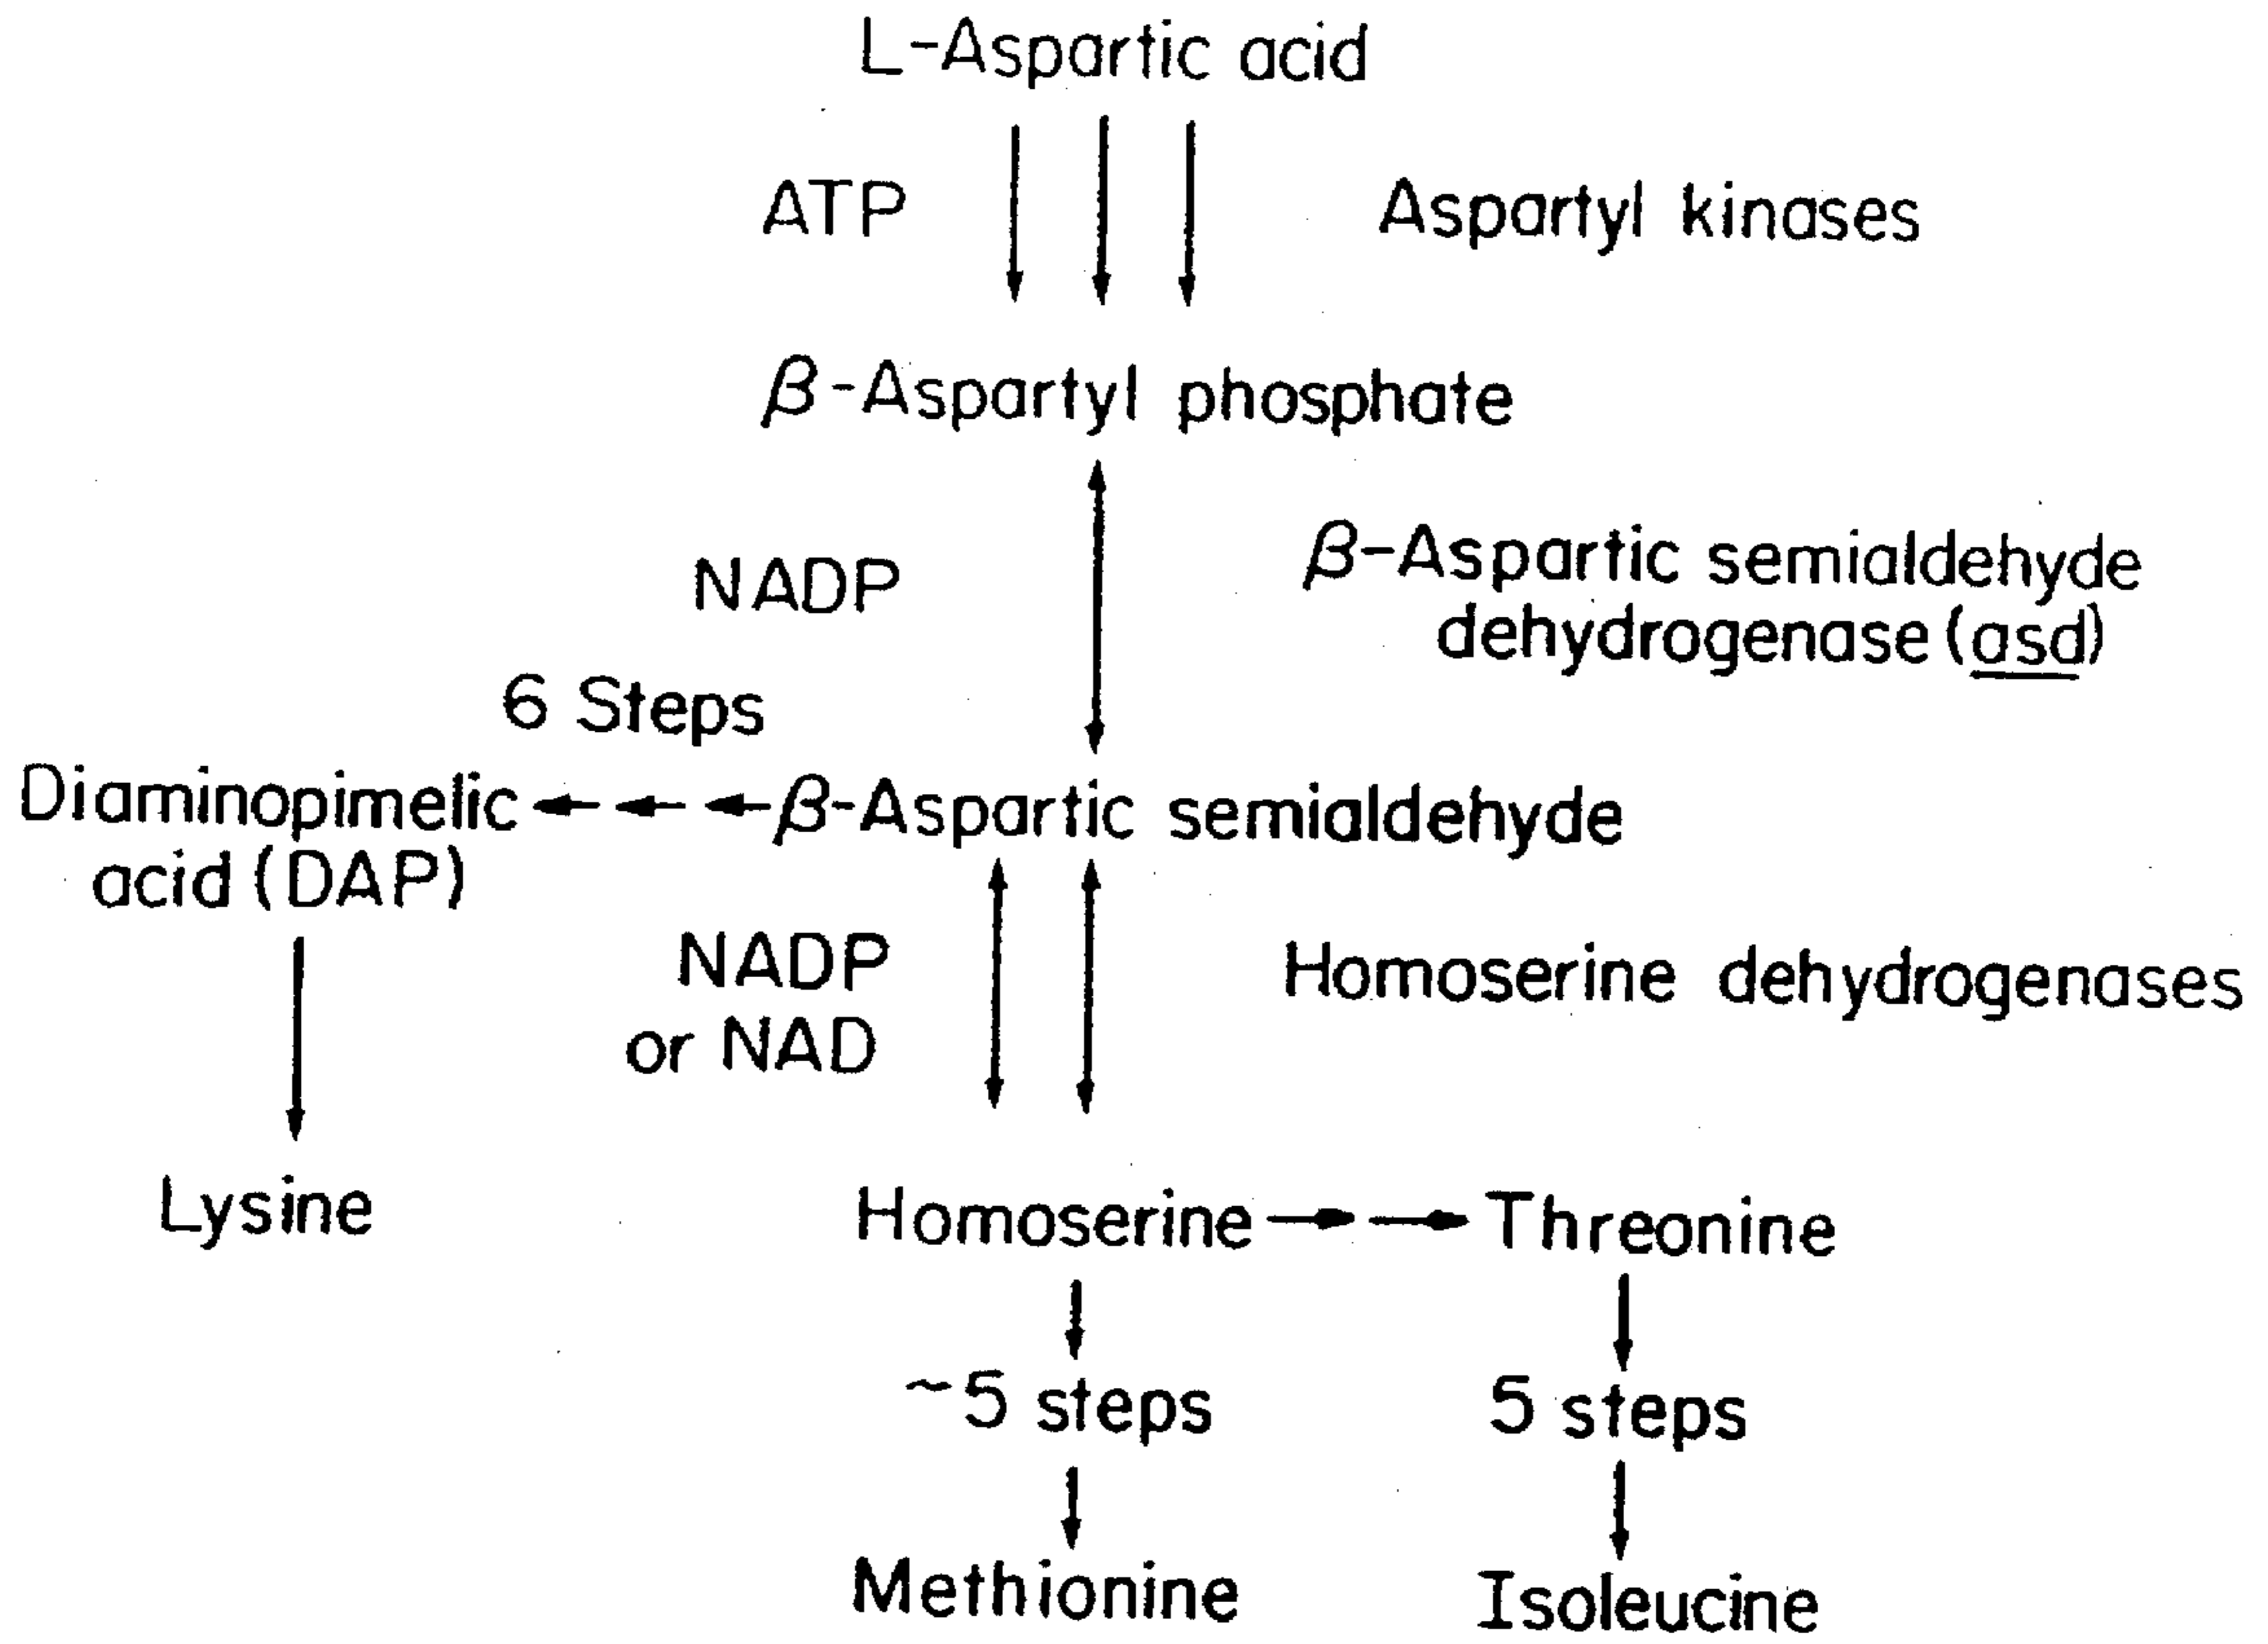 L-Aspartic acid
ATP
Aspartyl kinases
β-Aspartyl phosphate
NADP
β-Aspartic semialdehyde
dehydrogenase (asd)
6 Steps
Diaminopimelic
acid (DAP)
β-Aspartic semialdehyde
NADP
or NAD
Homoserine dehydrogenases
Lysine
Homoserine
Threonine
~5 steps
5 steps
Methionine
Isoleucine